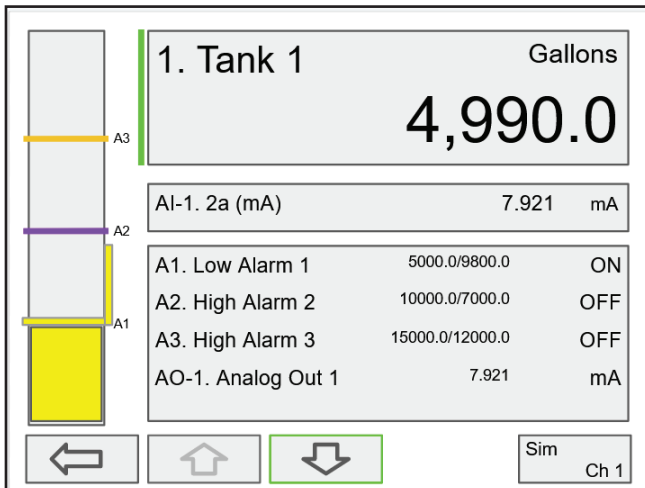 1. Tank 1 Gallons
4,990.0
A3
A2
A1
AI-1. 2a (mA) 7.921 mA
A1. Low Alarm 1 5000.0/9800.0 ON
A2. High Alarm 2 10000.0/7000.0 OFF
A3. High Alarm 3 15000.0/12000.0 OFF
AO-1. Analog Out 1 7.921 mA
Sim
Ch 1